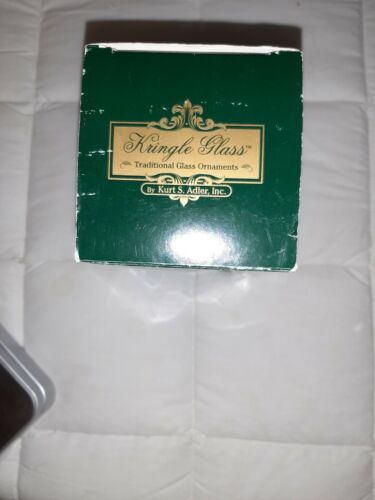 Kringle Glass™
Traditional Glass Ornaments
By Kurt S. Adler, Inc.